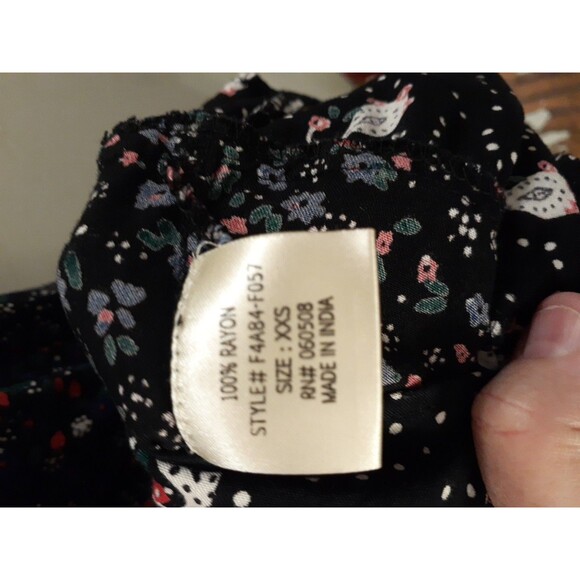 100% RAYON
STYLE# F4A84-F057
SIZE : XXS
RN# 060508
MADE IN INDIA